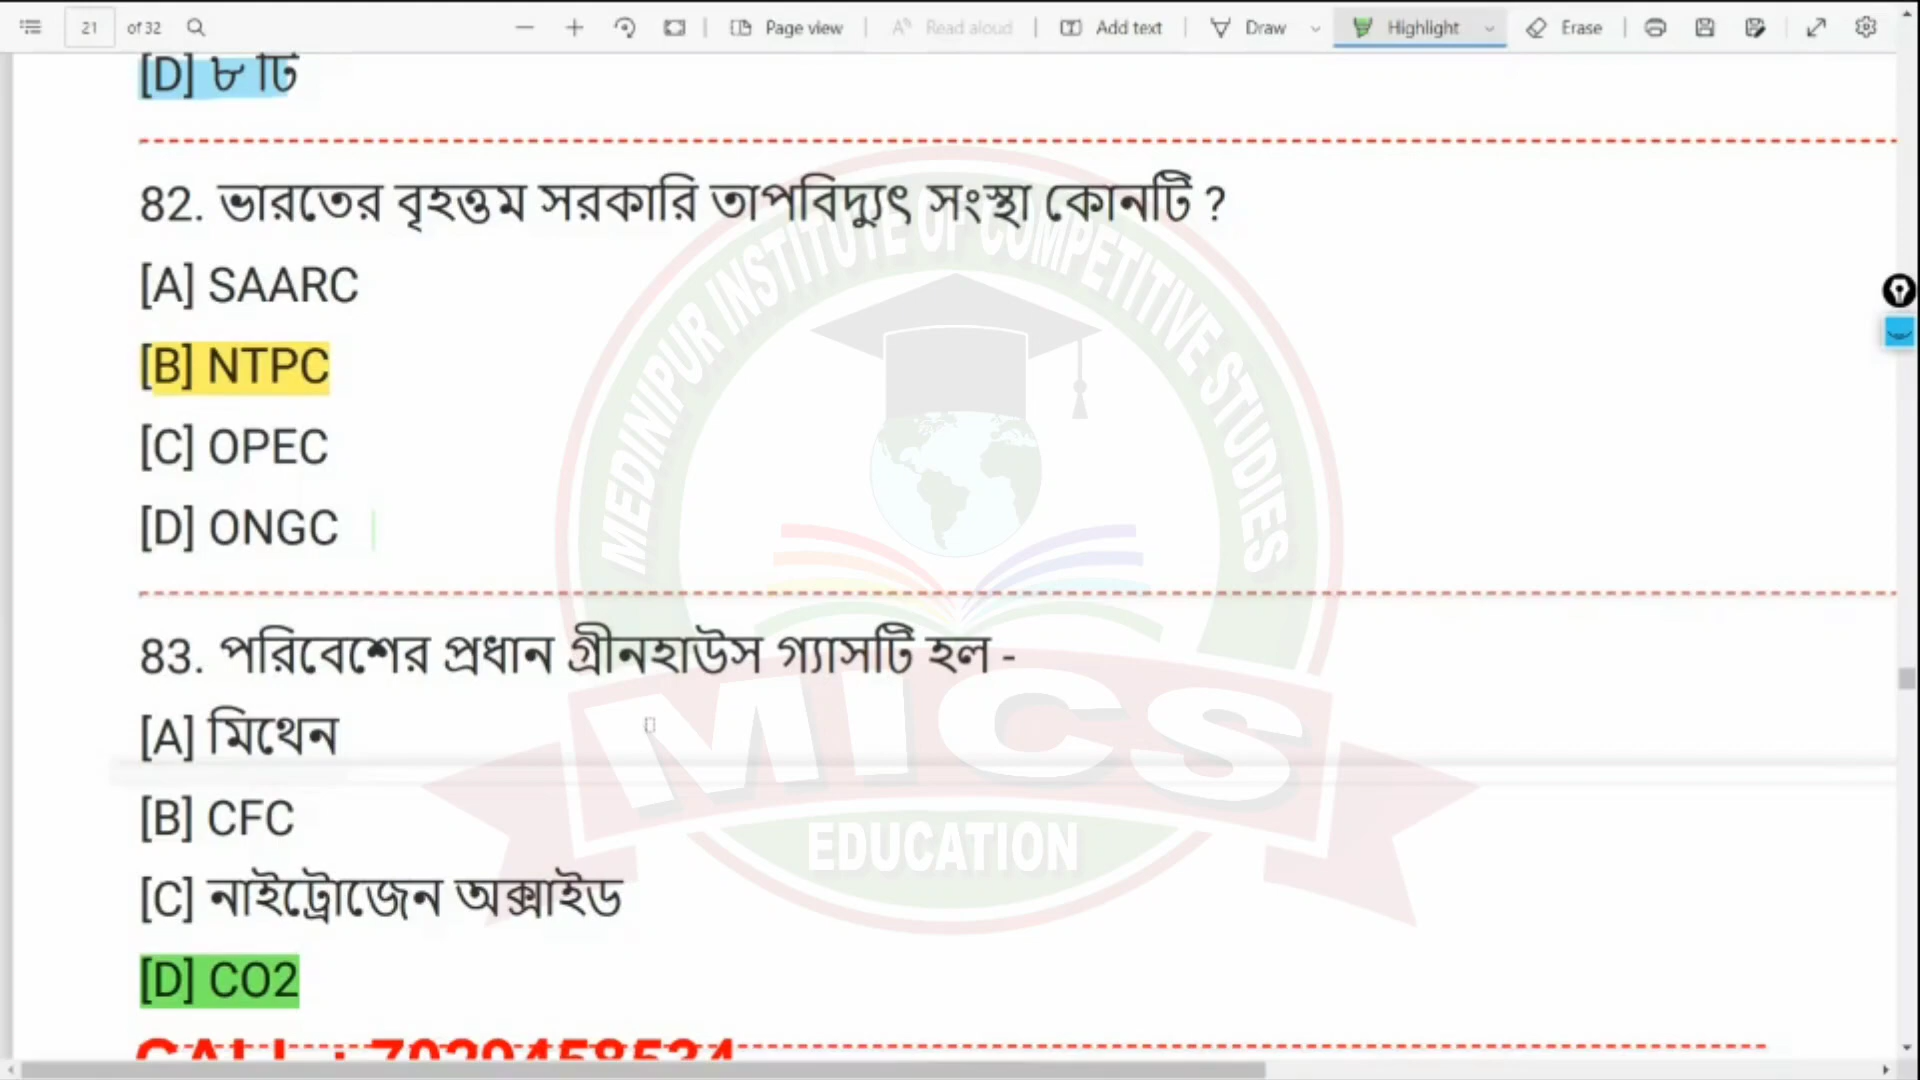 21 of 32
Page view
Read aloud
Add text
Draw
Highlight
Erase
[D] ৮ টি
82. ভারতের বৃহত্তম সরকারি তাপবিদ্যুৎ সংস্থা কোনটি ?
[A] SAARC
[B] NTPC
[C] OPEC
[D] ONGC
83. পরিবেশের প্রধান গ্রীনহাউস গ্যাসটি হল -
[A] মিথেন
[B] CFC
[C] নাইট্রোজেন অক্সাইড
[D] CO2
MEDINIPUR INSTITUTE OF COMPETITIVE STUDIES
MICS
EDUCATION